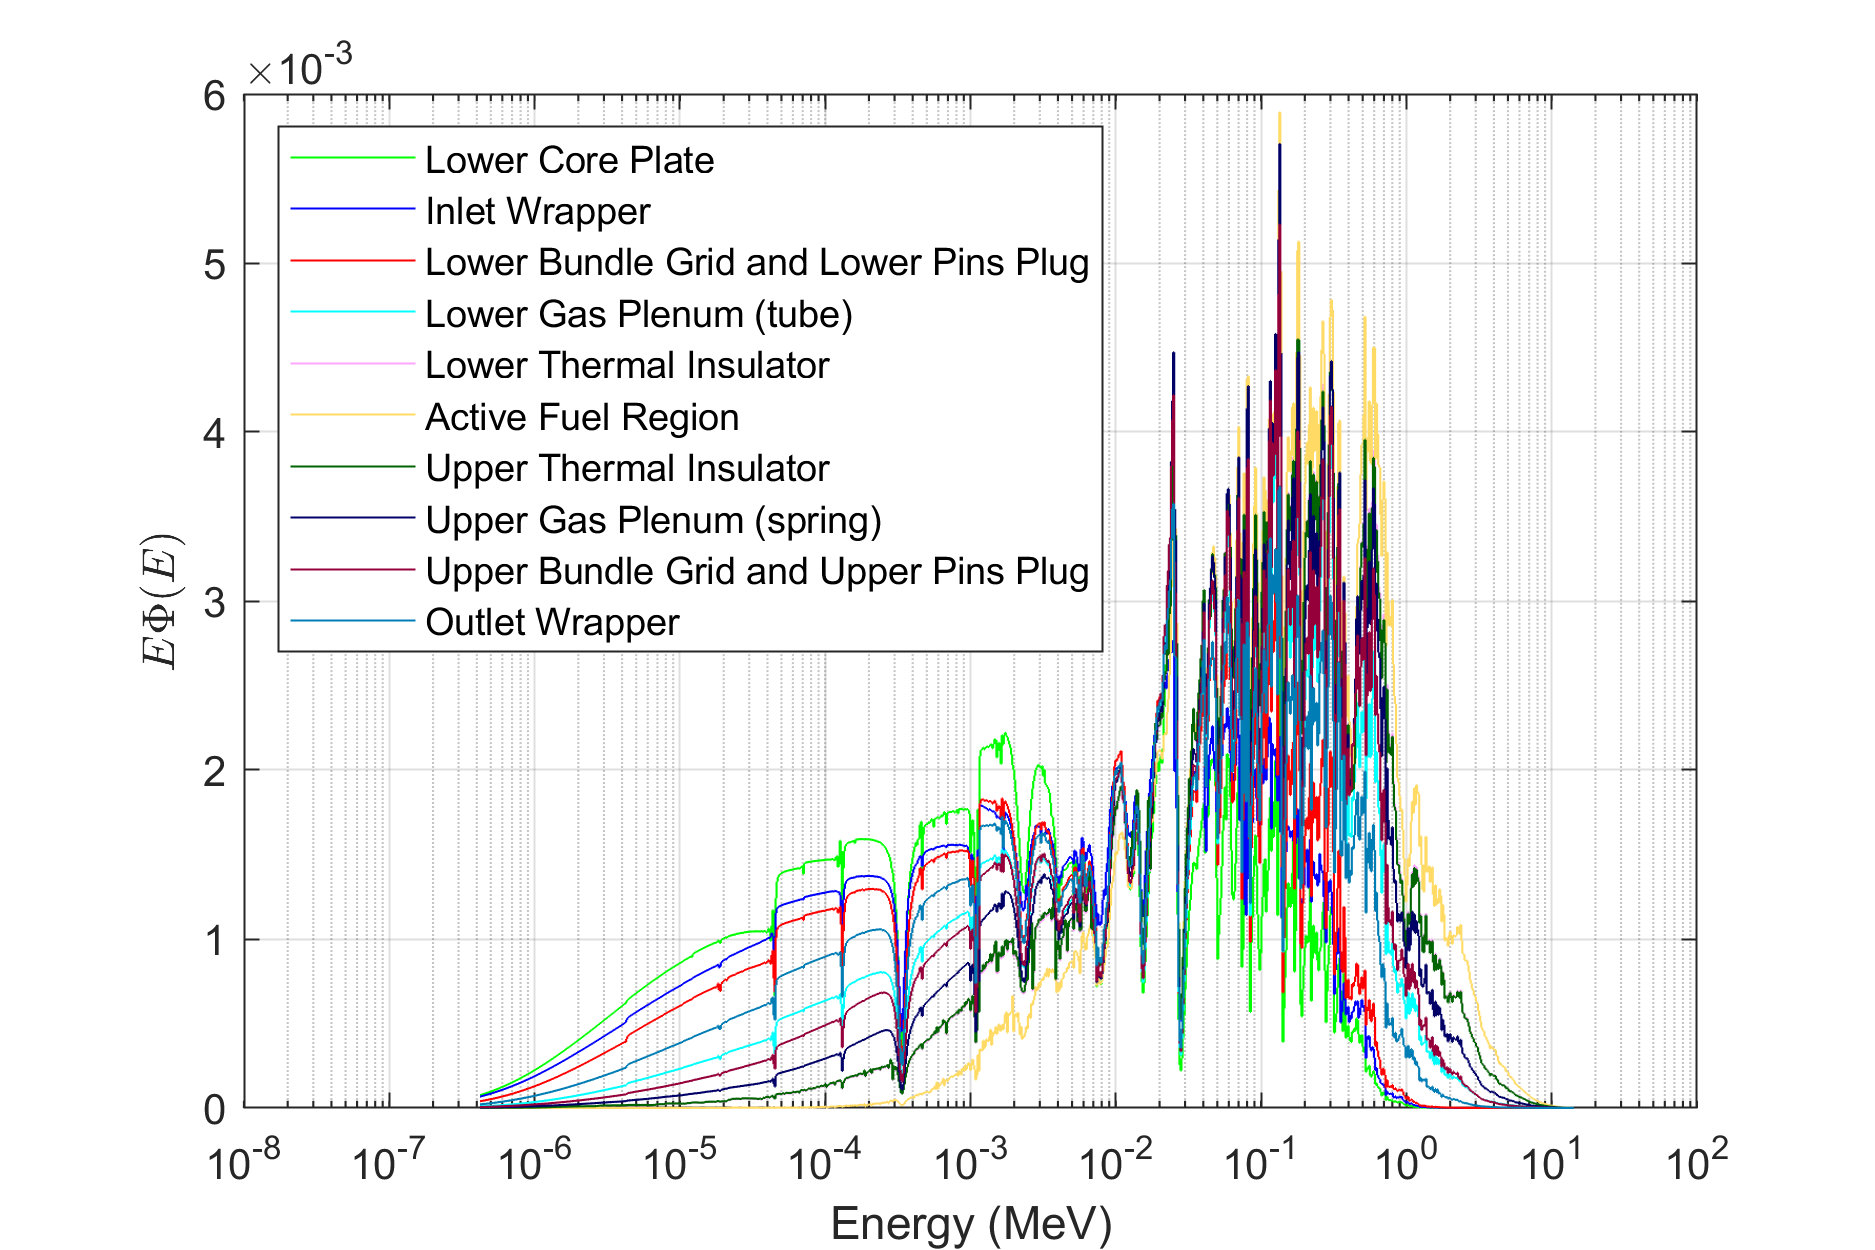 ×10^-3
6
5
4
3
2
1
0
EΦ(E)
Lower Core Plate
Inlet Wrapper
Lower Bundle Grid and Lower Pins Plug
Lower Gas Plenum (tube)
Lower Thermal Insulator
Active Fuel Region
Upper Thermal Insulator
Upper Gas Plenum (spring)
Upper Bundle Grid and Upper Pins Plug
Outlet Wrapper
10^-8 10^-7 10^-6 10^-5 10^-4 10^-3 10^-2 10^-1 10^0 10^1 10^2
Energy (MeV)